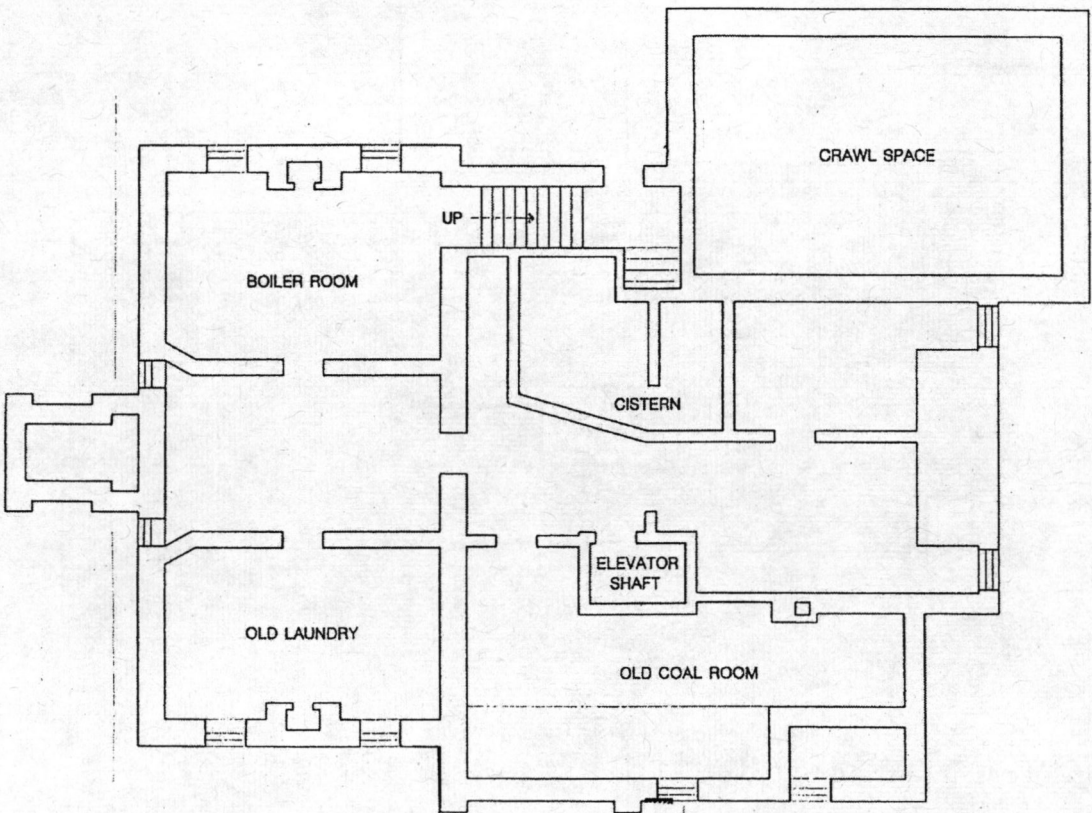 CRAWL SPACE
UP
BOILER ROOM
CISTERN
ELEVATOR
SHAFT
OLD LAUNDRY
OLD COAL ROOM